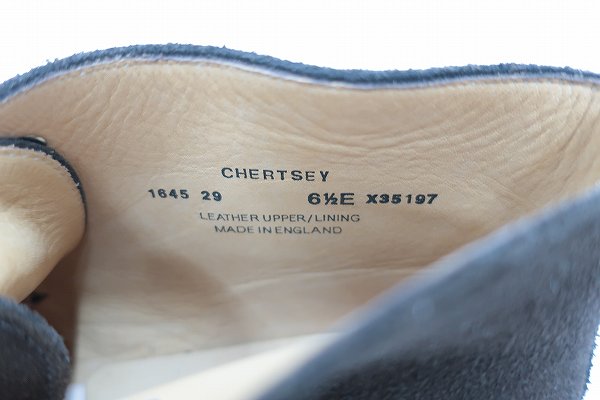 CHERTSEY
1645 29 6½E X35197
LEATHER UPPER/LINING
MADE IN ENGLAND